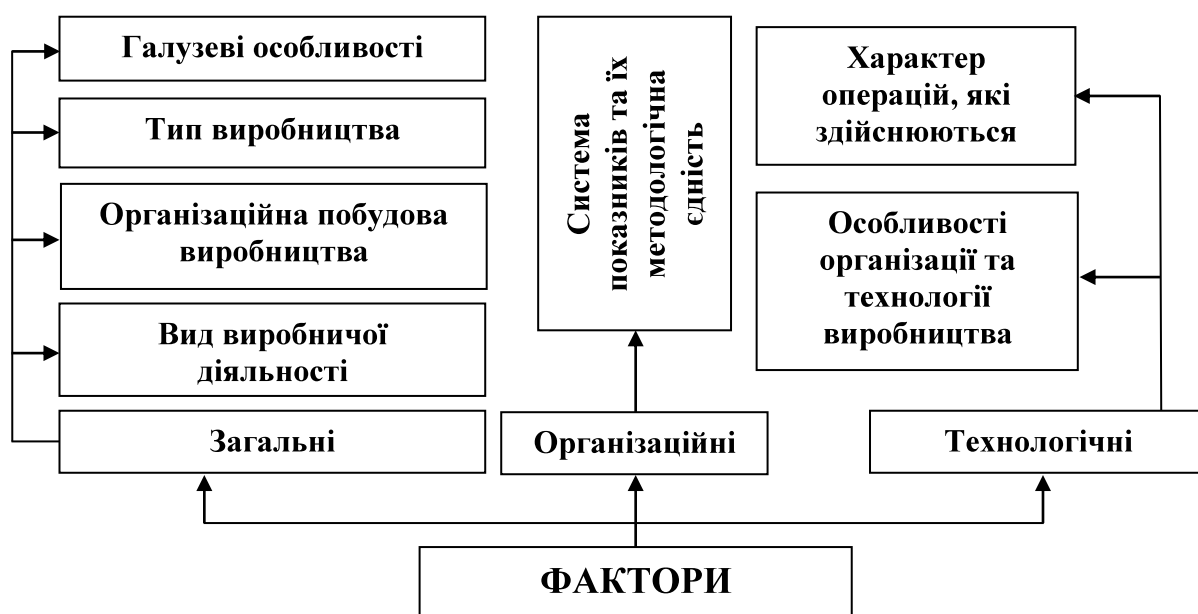 Галузеві особливості
Тип виробництва
Організаційна побудова
виробництва
Вид виробничої
діяльності
Загальні
Система
показників та їх
методологічна
єдність
Організаційні
Характер
операцій, які
здійснюються
Особливості
організації та
технології
виробництва
Технологічні
ФАКТОРИ